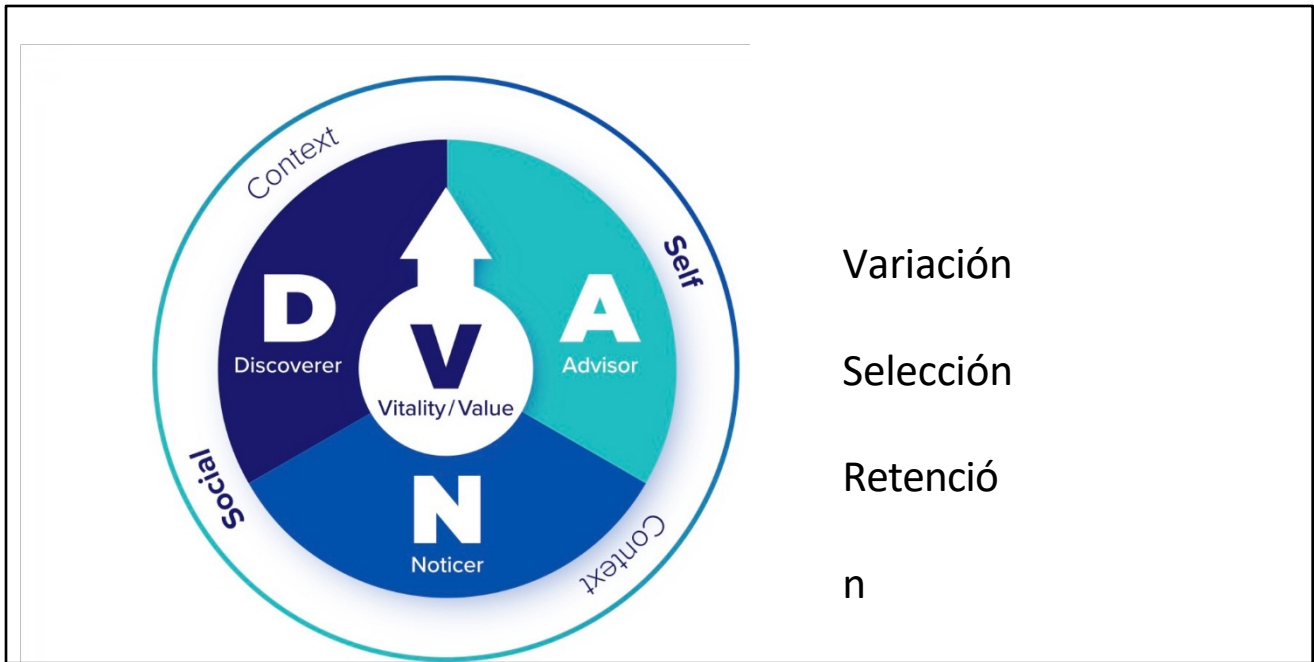 Context
Self
D
Discoverer
A
Advisor
V
Vitality/Value
Social
N
Noticer
Context
Variación
Selección
Retenció
n